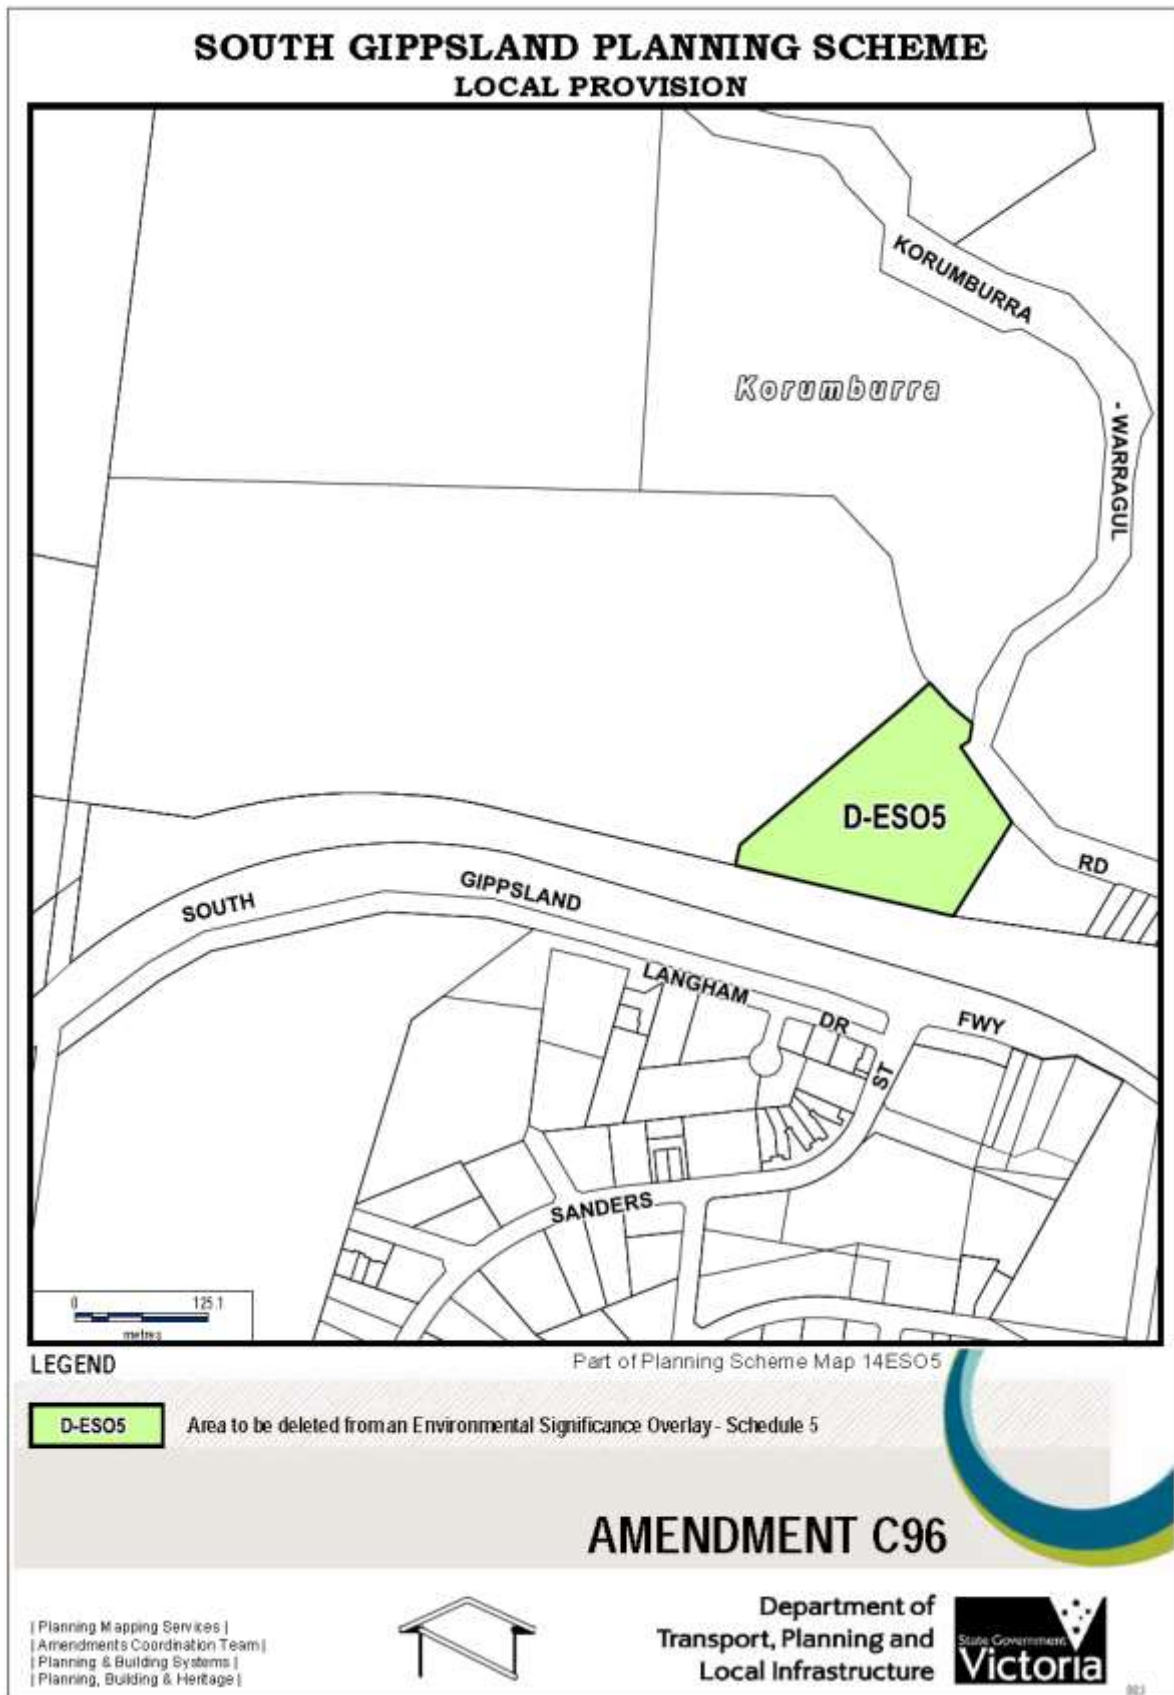 SOUTH GIPPSLAND PLANNING SCHEME
LOCAL PROVISION
KORUMBURRA
Korumburra
- WARRAGUL
D-ESO5
RD
SOUTH
GIPPSLAND
LANGHAM
DR
FWY
ST
SANDERS
0 125.1
metres
LEGEND
Part of Planning Scheme Map 14ESO5
D-ESO5
Area to be deleted from an Environmental Significance Overlay - Schedule 5
AMENDMENT C96
| Planning Mapping Services |
| Amendments Coordination Team |
| Planning & Building Systems |
| Planning, Building & Heritage |
Department of
Transport, Planning and
Local Infrastructure
State Government
Victoria